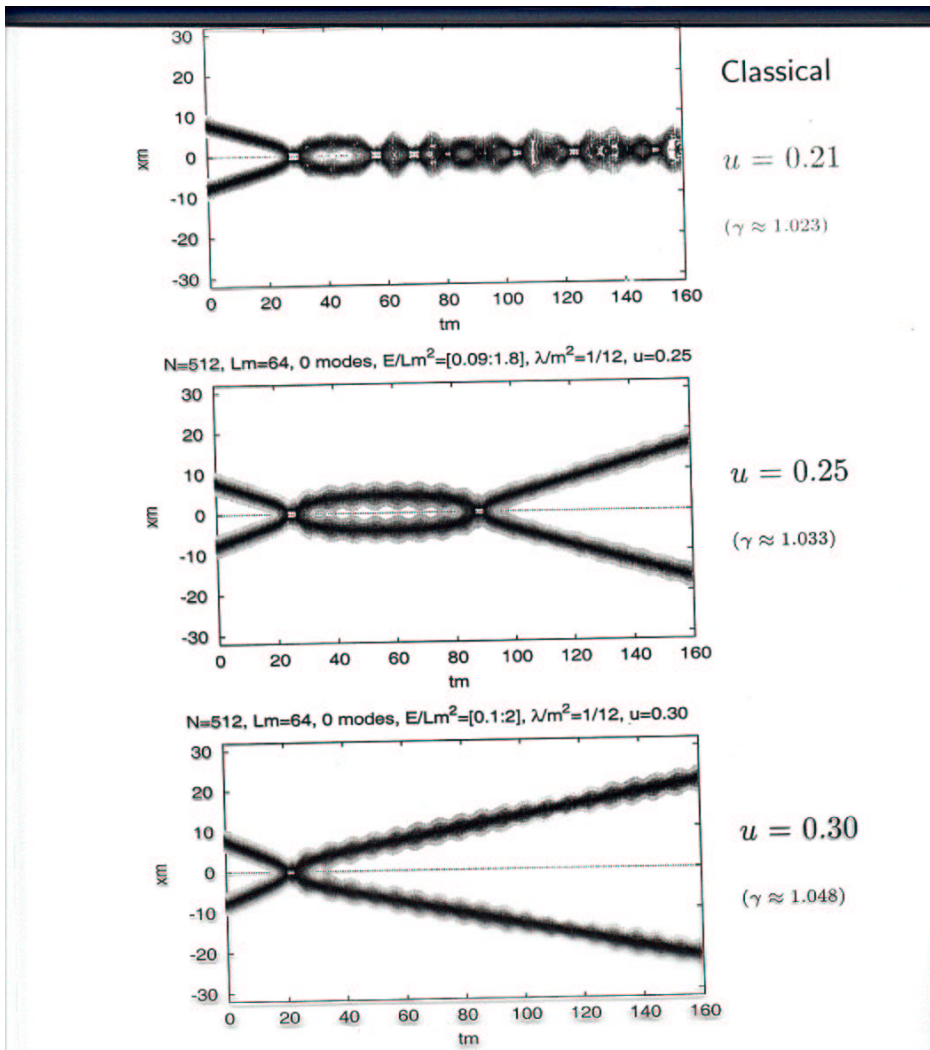 30
20
10
0
-10
-20
-30
xm
0 20 40 60 80 100 120 140 160
tm
Classical
u = 0.21
(γ ≈ 1.023)
N=512, Lm=64, 0 modes, E/Lm²=[0.09:1.8], λ/m²=1/12, u=0.25
30
20
10
0
-10
-20
-30
xm
0 20 40 60 80 100 120 140 160
tm
u = 0.25
(γ ≈ 1.033)
N=512, Lm=64, 0 modes, E/Lm²=[0.1:2], λ/m²=1/12, u=0.30
30
20
10
0
-10
-20
-30
xm
0 20 40 60 80 100 120 140 160
tm
u = 0.30
(γ ≈ 1.048)